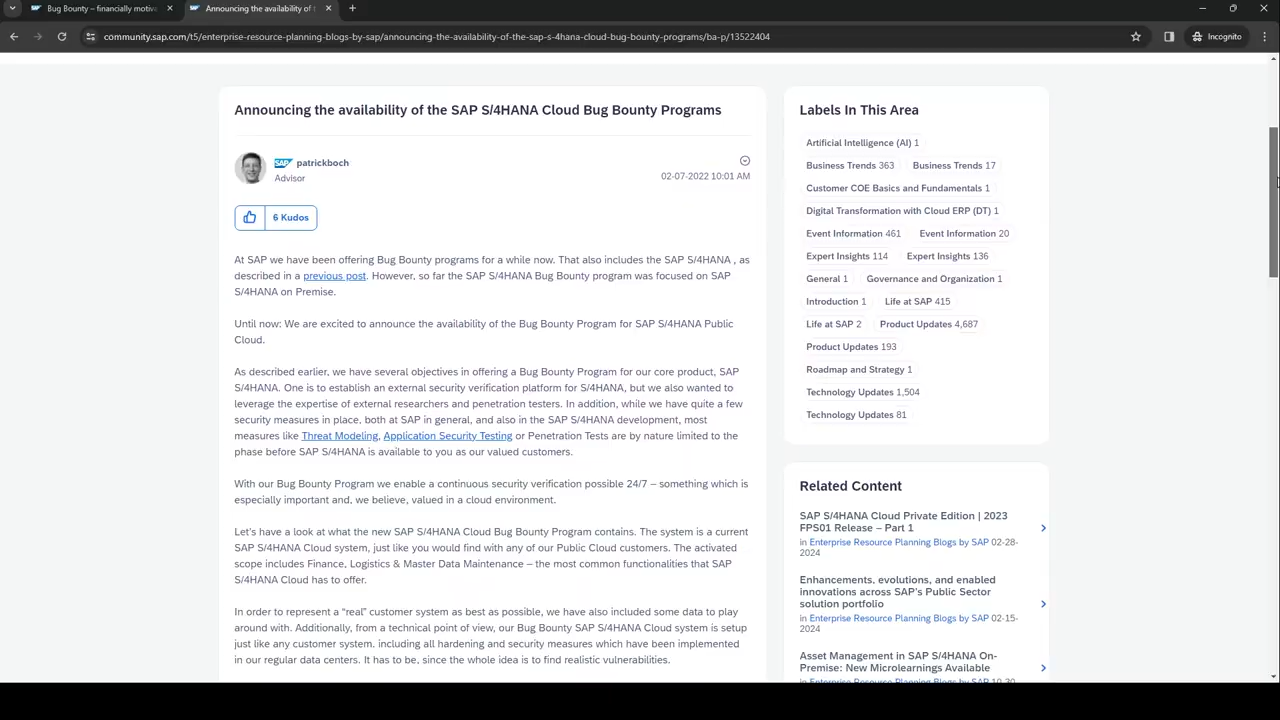 Bug Bounty – financially motiva
Announcing the availability of t
community.sap.com/t5/enterprise-resource-planning-blogs-by-sap/announcing-the-availability-of-the-sap-s-4hana-cloud-bug-bounty-programs/ba-p/13522404
Incognito
Announcing the availability of the SAP S/4HANA Cloud Bug Bounty Programs
SAP patrickboch
Advisor
02-07-2022 10:01 AM
6 Kudos
At SAP we have been offering Bug Bounty programs for a while now. That also includes the SAP S/4HANA , as
described in a previous post. However, so far the SAP S/4HANA Bug Bounty program was focused on SAP
S/4HANA on Premise.
Until now: We are excited to announce the availability of the Bug Bounty Program for SAP S/4HANA Public
Cloud.
As described earlier, we have several objectives in offering a Bug Bounty Program for our core product, SAP
S/4HANA. One is to establish an external security verification platform for S/4HANA, but we also wanted to
leverage the expertise of external researchers and penetration testers. In addition, while we have quite a few
security measures in place, both at SAP in general, and also in the SAP S/4HANA development, most
measures like Threat Modeling, Application Security Testing or Penetration Tests are by nature limited to the
phase before SAP S/4HANA is available to you as our valued customers.
With our Bug Bounty Program we enable a continuous security verification possible 24/7 – something which is
especially important and, we believe, valued in a cloud environment.
Let's have a look at what the new SAP S/4HANA Cloud Bug Bounty Program contains. The system is a current
SAP S/4HANA Cloud system, just like you would find with any of our Public Cloud customers. The activated
scope includes Finance, Logistics & Master Data Maintenance – the most common functionalities that SAP
S/4HANA Cloud has to offer.
In order to represent a "real" customer system as best as possible, we have also included some data to play
around with. Additionally, from a technical point of view, our Bug Bounty SAP S/4HANA Cloud system is setup
just like any customer system. including all hardening and security measures which have been implemented
in our regular data centers. It has to be, since the whole idea is to find realistic vulnerabilities.
Labels In This Area
Artificial Intelligence (AI) 1
Business Trends 363 Business Trends 17
Customer COE Basics and Fundamentals 1
Digital Transformation with Cloud ERP (DT) 1
Event Information 461 Event Information 20
Expert Insights 114 Expert Insights 136
General 1 Governance and Organization 1
Introduction 1 Life at SAP 415
Life at SAP 2 Product Updates 4,687
Product Updates 193
Roadmap and Strategy 1
Technology Updates 1,504
Technology Updates 81
Related Content
SAP S/4HANA Cloud Private Edition | 2023
FPS01 Release – Part 1
in Enterprise Resource Planning Blogs by SAP 02-28-
2024
Enhancements, evolutions, and enabled
innovations across SAP's Public Sector
solution portfolio
in Enterprise Resource Planning Blogs by SAP 02-15-
2024
Asset Management in SAP S/4HANA On-
Premise: New Microlearnings Available
in Enterprise Resource Planning Blogs by SAP 10-30-